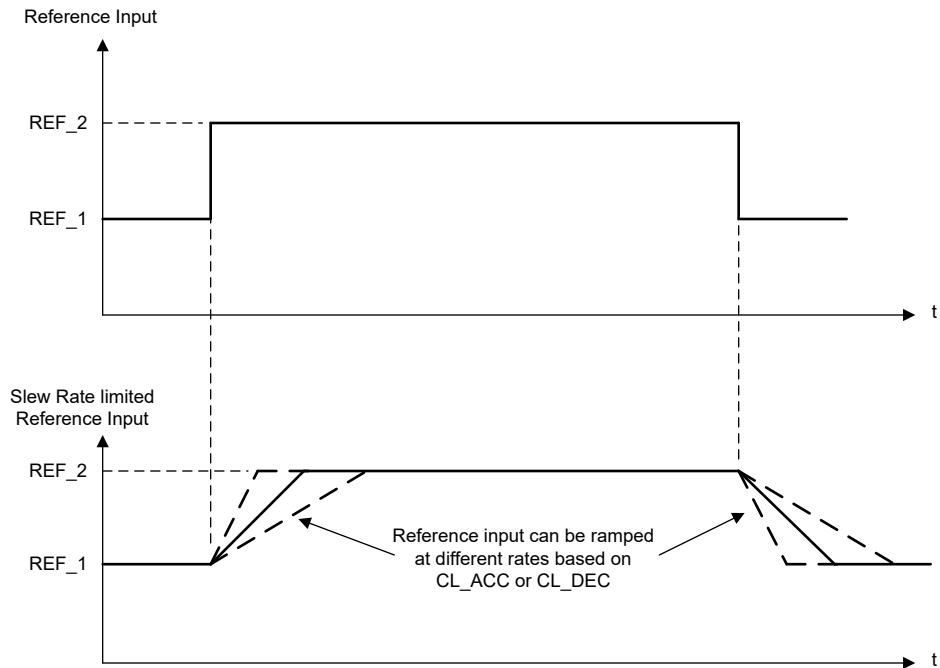 Reference Input
REF_2
REF_1
t
Slew Rate limited
Reference Input
REF_2
REF_1
Reference input can be ramped
at different rates based on
CL_ACC or CL_DEC
t